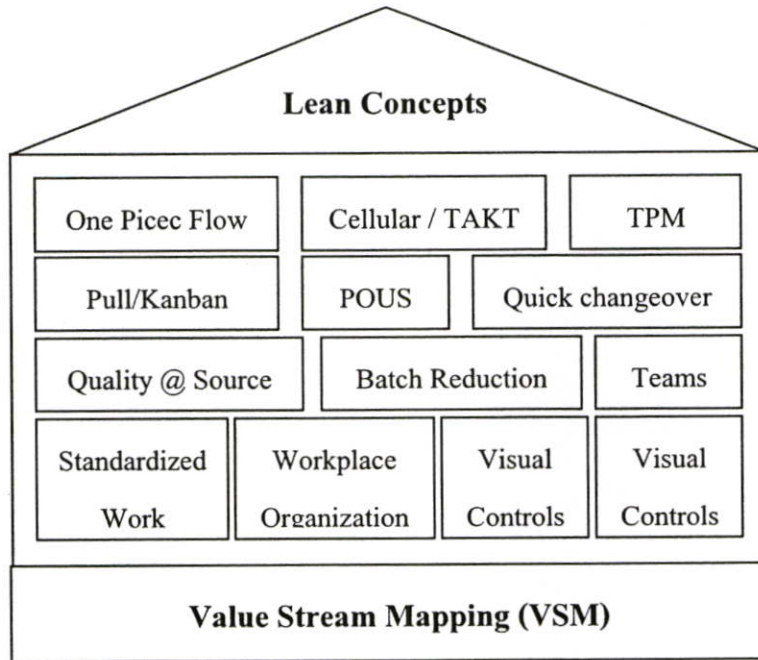 Lean Concepts
One Picec Flow
Cellular / TAKT
TPM
Pull/Kanban
POUS
Quick changeover
Quality @ Source
Batch Reduction
Teams
Standardized
Work
Workplace
Organization
Visual
Controls
Visual
Controls
Value Stream Mapping (VSM)